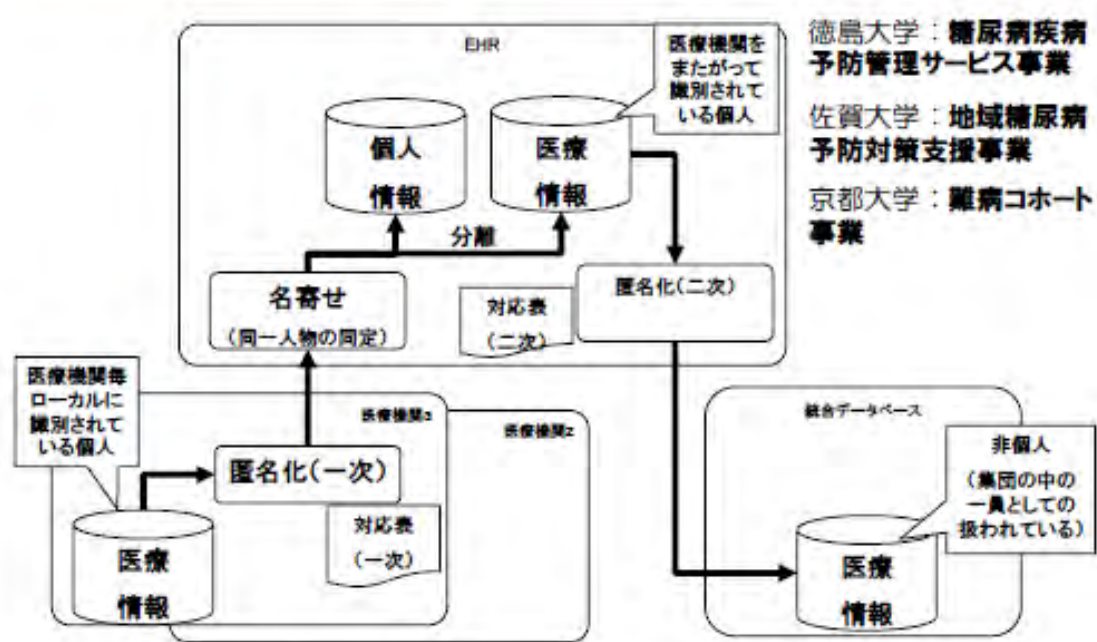 EHR
医療機関を
またがって
識別されて
いる個人
個人
情報
医療
情報
分離
名寄せ
(同一人物の同定)
対応表
(二次)
匿名化(二次)
徳島大学：糖尿病疾病
予防管理サービス事業
佐賀大学：地域糖尿病
予防対策支援事業
京都大学：難病コホート
事業
医療機関毎
ローカルに
識別されて
いる個人
医療機関3
医療機関2
匿名化(一次)
対応表
(一次)
医療
情報
統合データベース
非個人
(集団の中の
一員としての
扱われている)
医療
情報